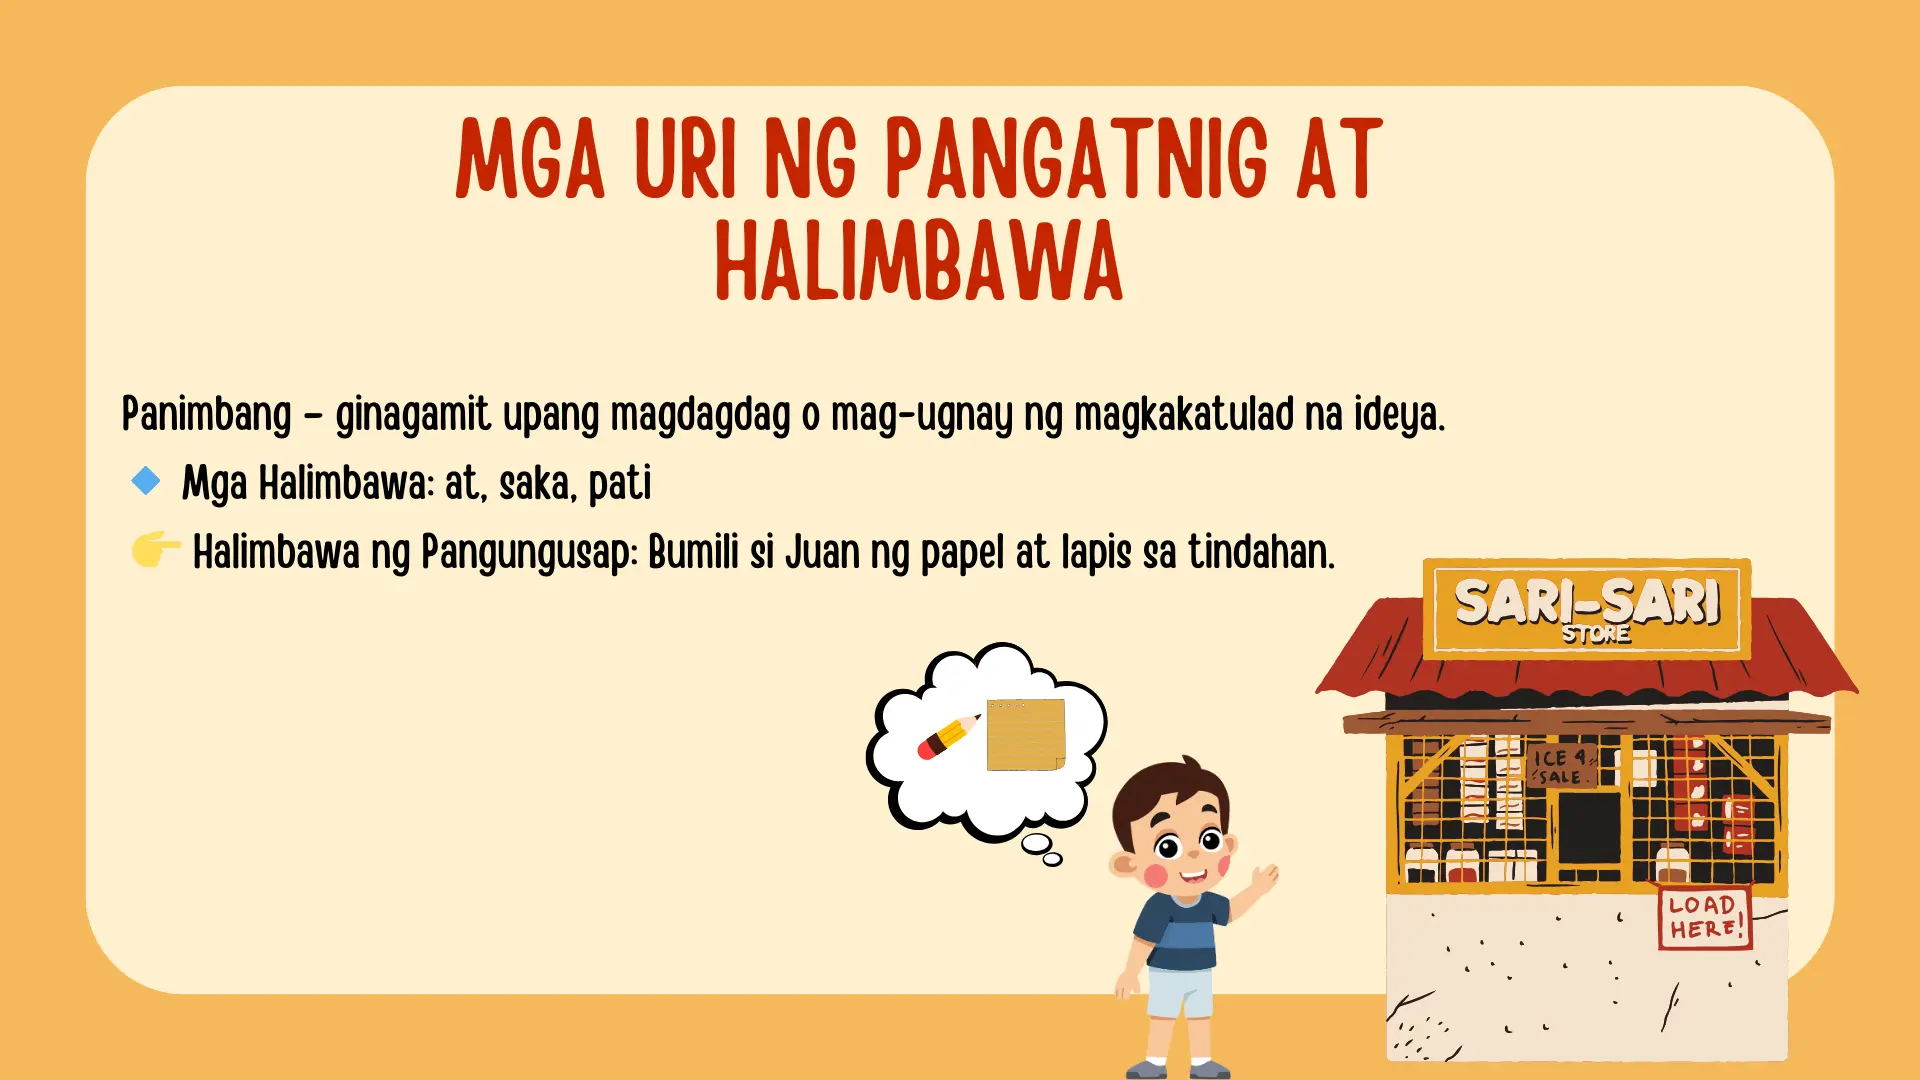 MGA URI NG PANGATNIG AT
HALIMBAWA
Panimbang – ginagamit upang magdagdag o mag-ugnay ng magkakatulad na ideya.
Mga Halimbawa: at, saka, pati
Halimbawa ng Pangungusap: Bumili si Juan ng papel at lapis sa tindahan.
SARI-SARI
STORE
ICE 4
SALE.
LOAD
HERE!